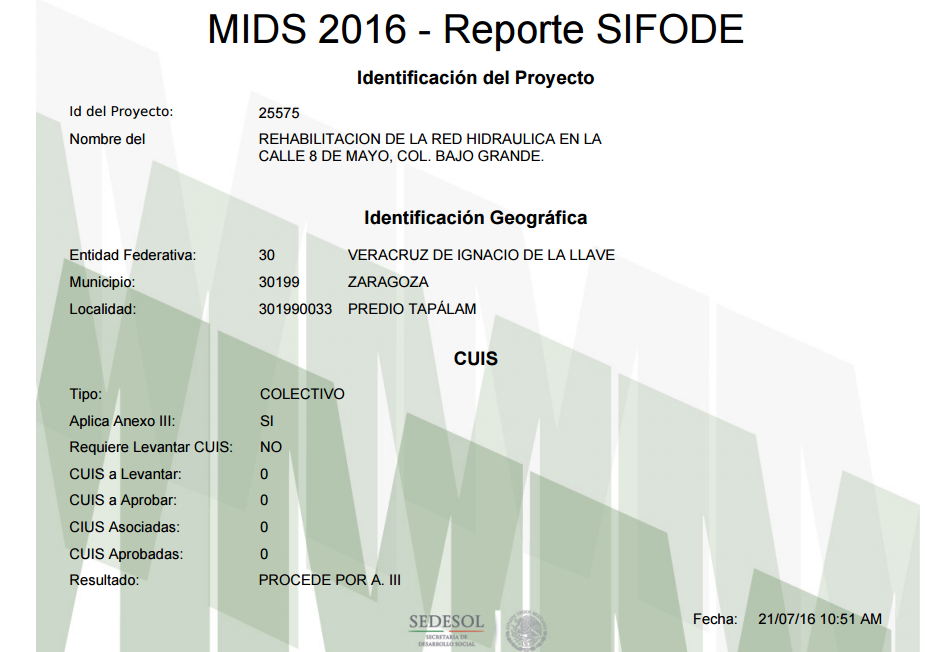 MIDS 2016 - Reporte SIFODE
Identificación del Proyecto
Id del Proyecto: 25575
Nombre del REHABILITACION DE LA RED HIDRAULICA EN LA
CALLE 8 DE MAYO, COL. BAJO GRANDE.
Identificación Geográfica
Entidad Federativa: 30 VERACRUZ DE IGNACIO DE LA LLAVE
Municipio: 30199 ZARAGOZA
Localidad: 301990033 PREDIO TAPÁLAM
CUIS
Tipo: COLECTIVO
Aplica Anexo III: SI
Requiere Levantar CUIS: NO
CUIS a Levantar: 0
CUIS a Aprobar: 0
CIUS Asociadas: 0
CUIS Aprobadas: 0
Resultado: PROCEDE POR A. III
Fecha: 21/07/16 10:51 AM
SEDESOL
SECRETARÍA DE
DESARROLLO SOCIAL